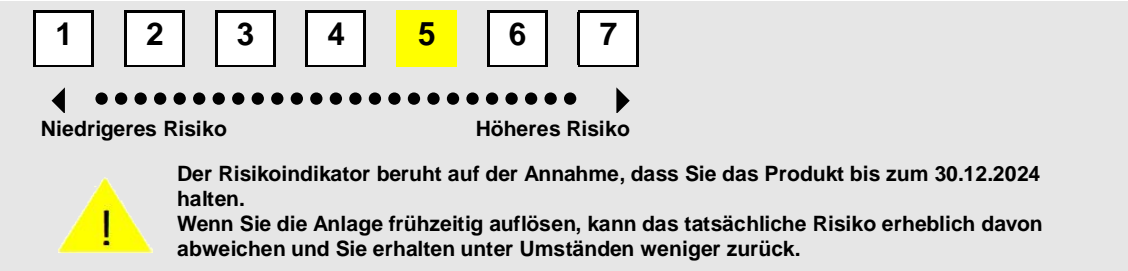 1 2 3 4 5 6 7
Niedrigeres Risiko Höheres Risiko
Der Risikoindikator beruht auf der Annahme, dass Sie das Produkt bis zum 30.12.2024
halten.
Wenn Sie die Anlage frühzeitig auflösen, kann das tatsächliche Risiko erheblich davon
abweichen und Sie erhalten unter Umständen weniger zurück.
!